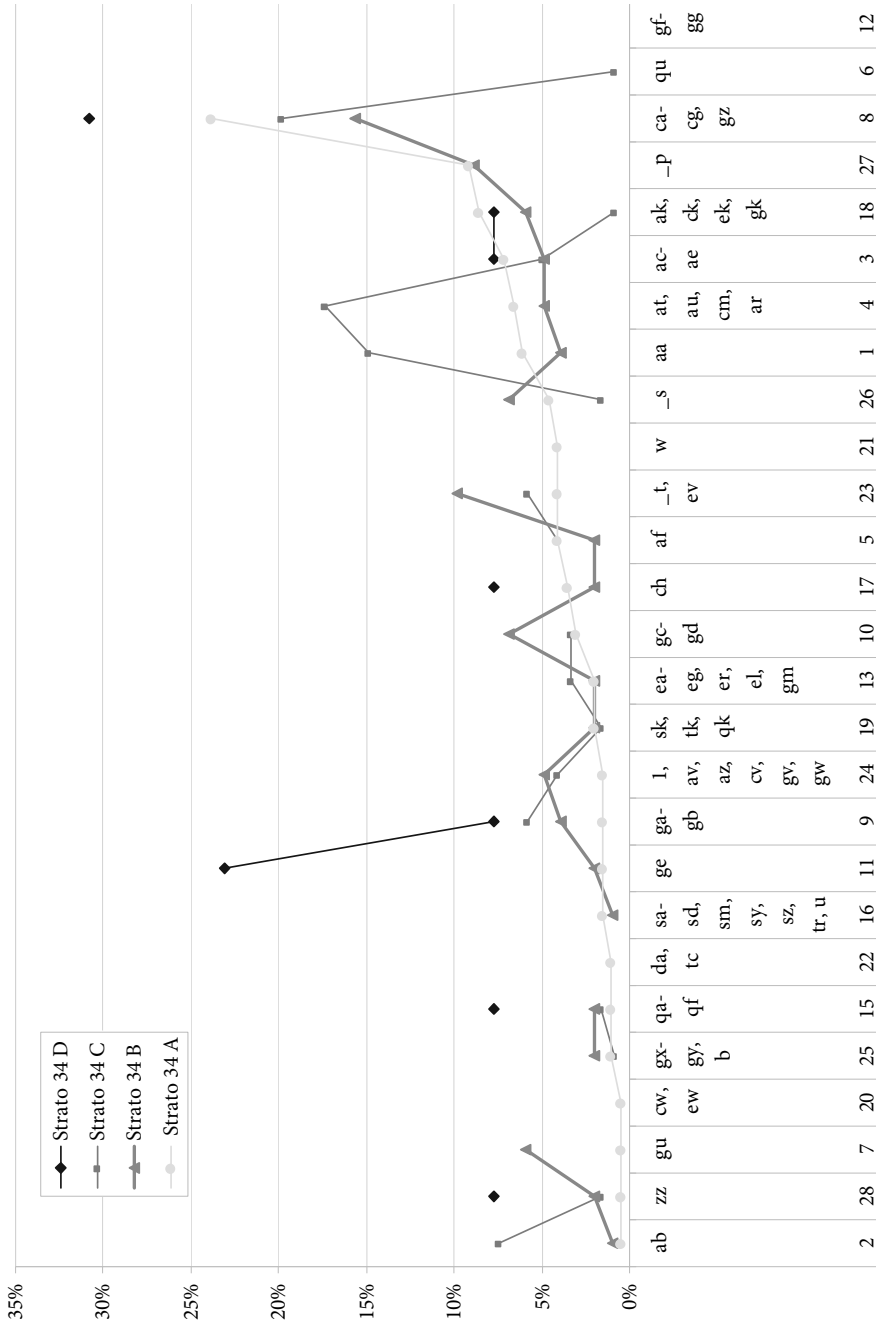 35%
30%
25%
20%
15%
10%
5%
0%
Strato 34 D
Strato 34 C
Strato 34 B
Strato 34 A
ab
2
zz
28
gu
7
cw,
ew
20
gx-
gy,
b
25
qa-
qf
15
da,
tc
22
sa-
sd,
sm,
sy,
sz,
tr, u
16
ge
11
ga-
gb
9
l,
av,
az,
cv,
gv,
gw
24
sk,
tk,
qk
19
ea-
eg,
er,
el,
gm
13
gc-
gd
10
ch
17
af
5
_t,
ev
23
w
21
_s
26
aa
1
at,
au,
cm,
ar
4
ac-
ae
3
ak,
ck,
ek,
gk
18
_p
27
ca-
cg,
gz
8
qu
6
gf-
gg
12